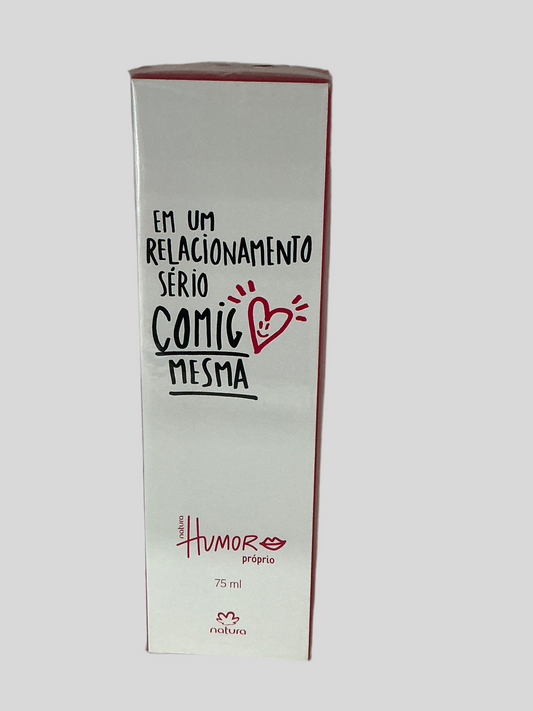 EM UM
RELACIONAMENTO
SÉRIO
COMIG
MESMA
natura
HUMOR
próprio
75 ml
natura